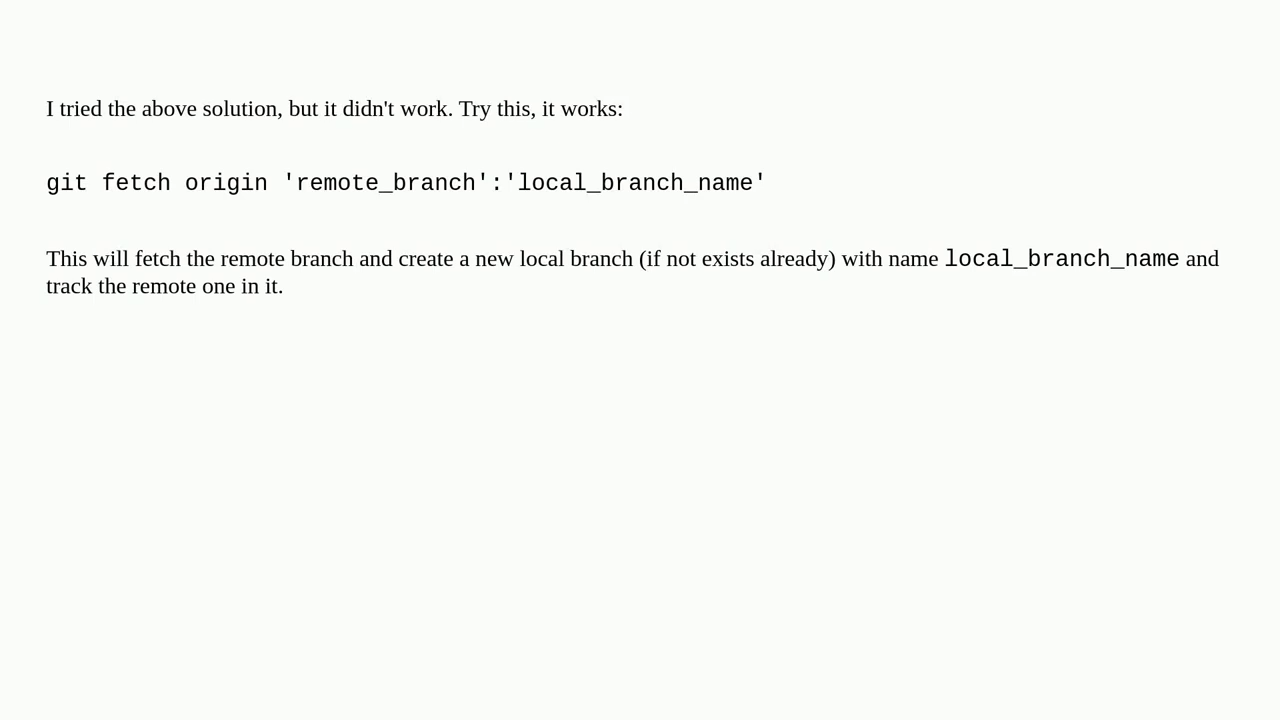 I tried the above solution, but it didn't work. Try this, it works:
git fetch origin 'remote_branch':'local_branch_name'
This will fetch the remote branch and create a new local branch (if not exists already) with name local_branch_name and
track the remote one in it.